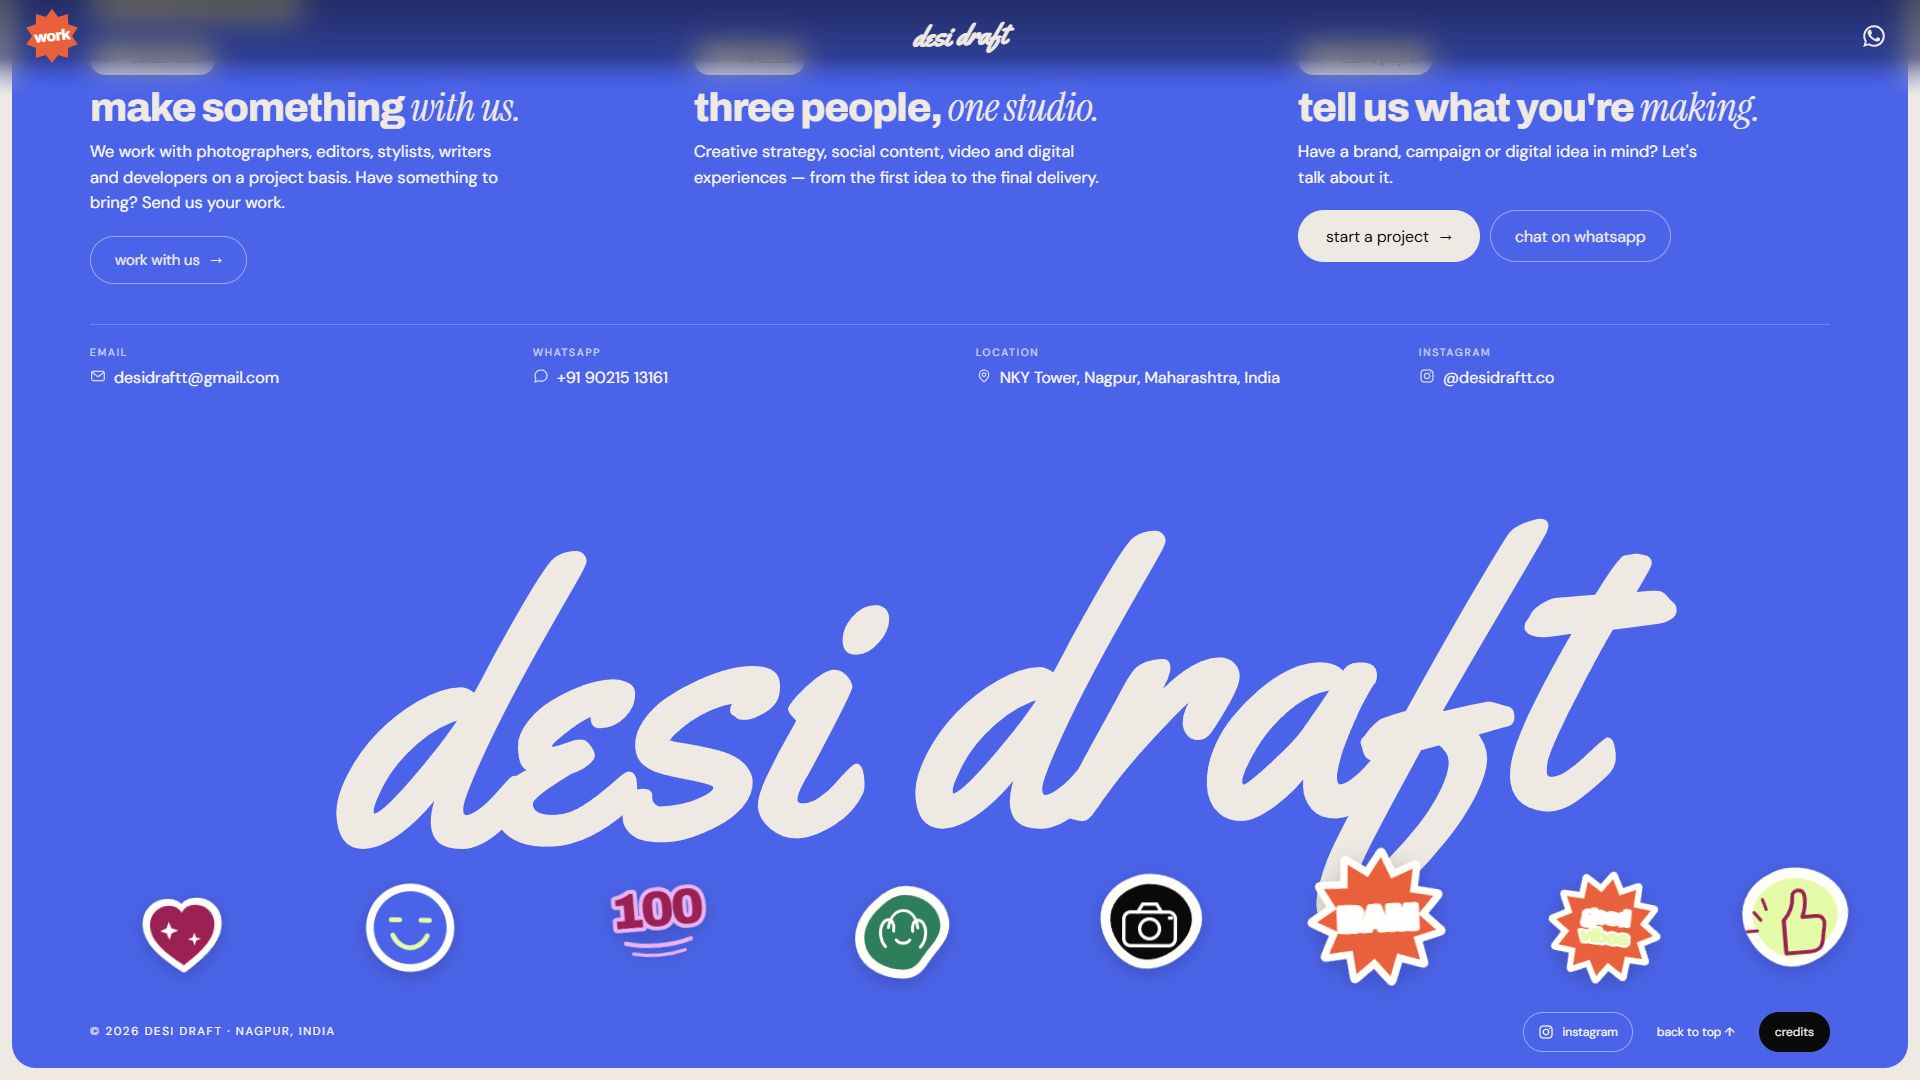 work
desi draft
make something with us.
We work with photographers, editors, stylists, writers
and developers on a project basis. Have something to
bring? Send us your work.
work with us →
three people, one studio.
Creative strategy, social content, video and digital
experiences — from the first idea to the final delivery.
tell us what you're making.
Have a brand, campaign or digital idea in mind? Let's
talk about it.
start a project →
chat on whatsapp
EMAIL
desidraftt@gmail.com
WHATSAPP
+91 90215 13161
LOCATION
NKY Tower, Nagpur, Maharashtra, India
INSTAGRAM
@desidraftt.co
desi draft
100
BAM
good
vibes
© 2026 DESI DRAFT · NAGPUR, INDIA
instagram
back to top ↑
credits